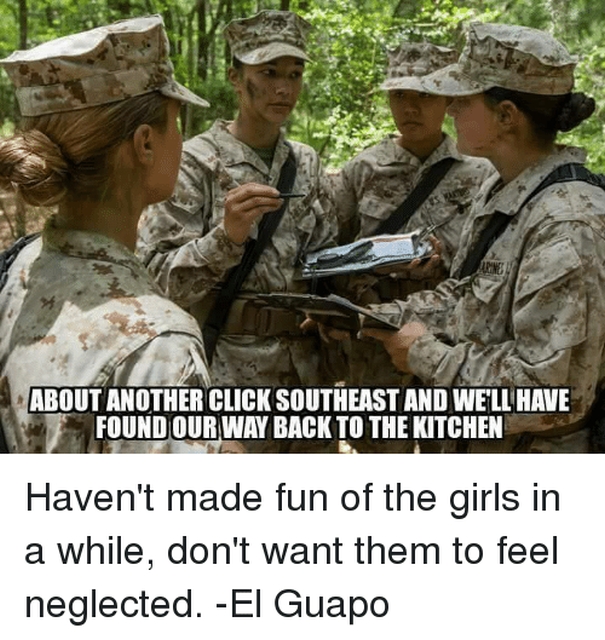 ABOUT ANOTHER CLICK SOUTHEAST AND WE'LL HAVE
FOUND OUR WAY BACK TO THE KITCHEN
Haven't made fun of the girls in
a while, don't want them to feel
neglected. -El Guapo